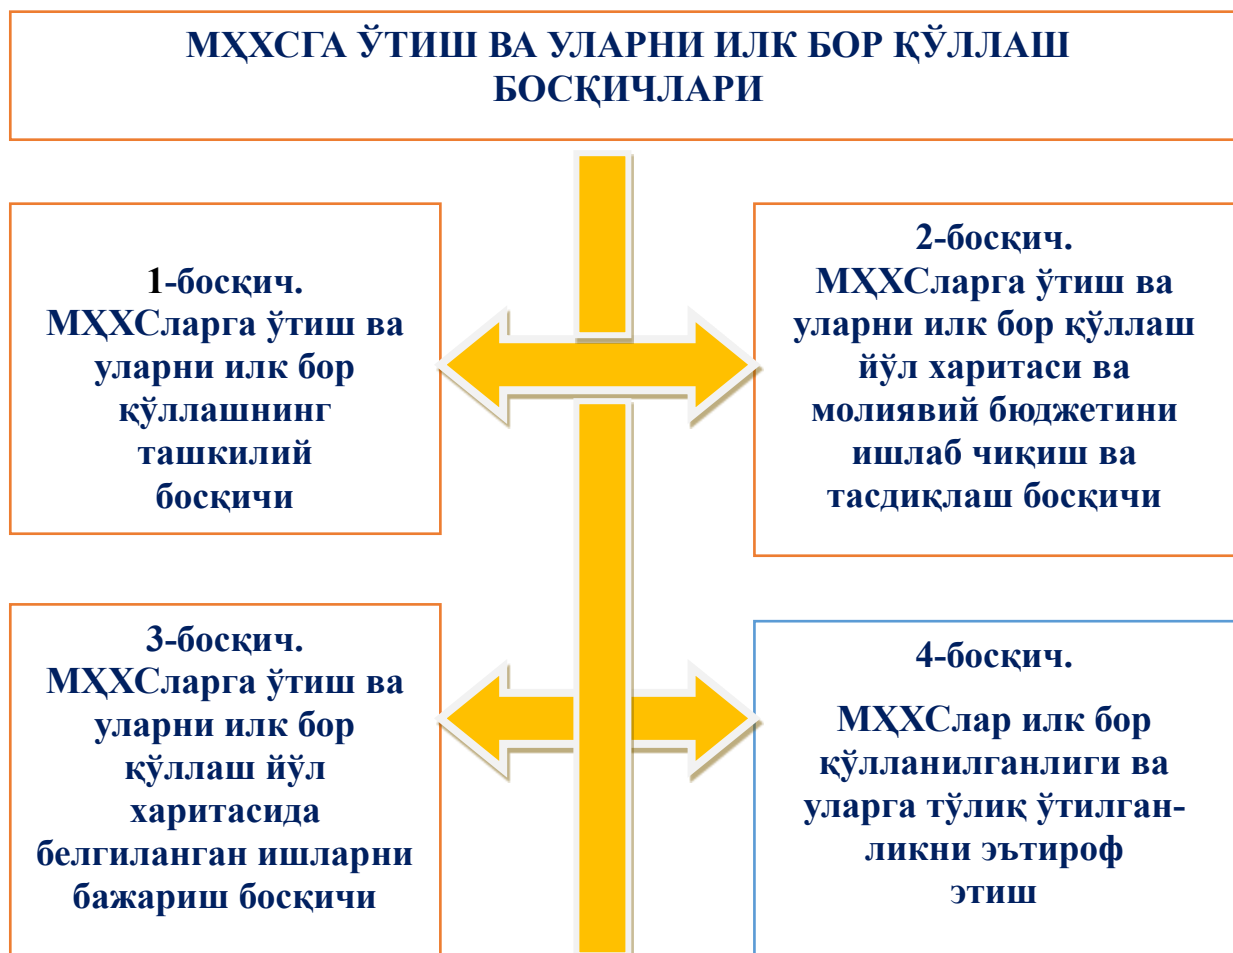 МҲХСГА ЎТИШ ВА УЛАРНИ ИЛК БОР ҚЎЛЛАШ
БОСҚИЧЛАРИ
1-босқич.
МҲХСларга ўтиш ва
уларни илк бор
қўллашнинг
ташкилий
босқичи
2-босқич.
МҲХСларга ўтиш ва
уларни илк бор қўллаш
йўл харитаси ва
молиявий бюджетини
ишлаб чиқиш ва
тасдиқлаш босқичи
3-босқич.
МҲХСларга ўтиш ва
уларни илк бор
қўллаш йўл
харитасида
белгиланган ишларни
бажариш босқичи
4-босқич.
МҲХСлар илк бор
қўлланилганлиги ва
уларга тўлиқ ўтилган-
ликни эътироф
этиш